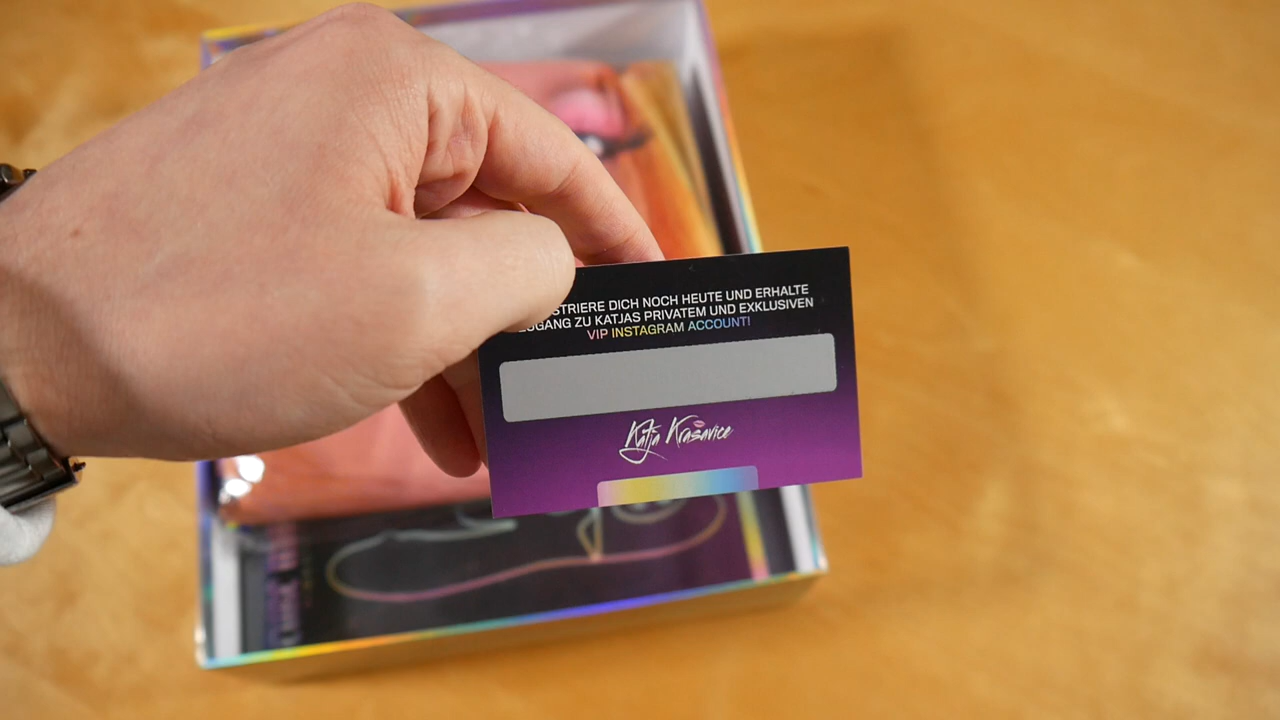 STRIERE DICH NOCH HEUTE UND ERHALTE
ZUGANG ZU KATJAS PRIVATEM UND EXKLUSIVEN
VIP INSTAGRAM ACCOUNT!
Katja Krasavice